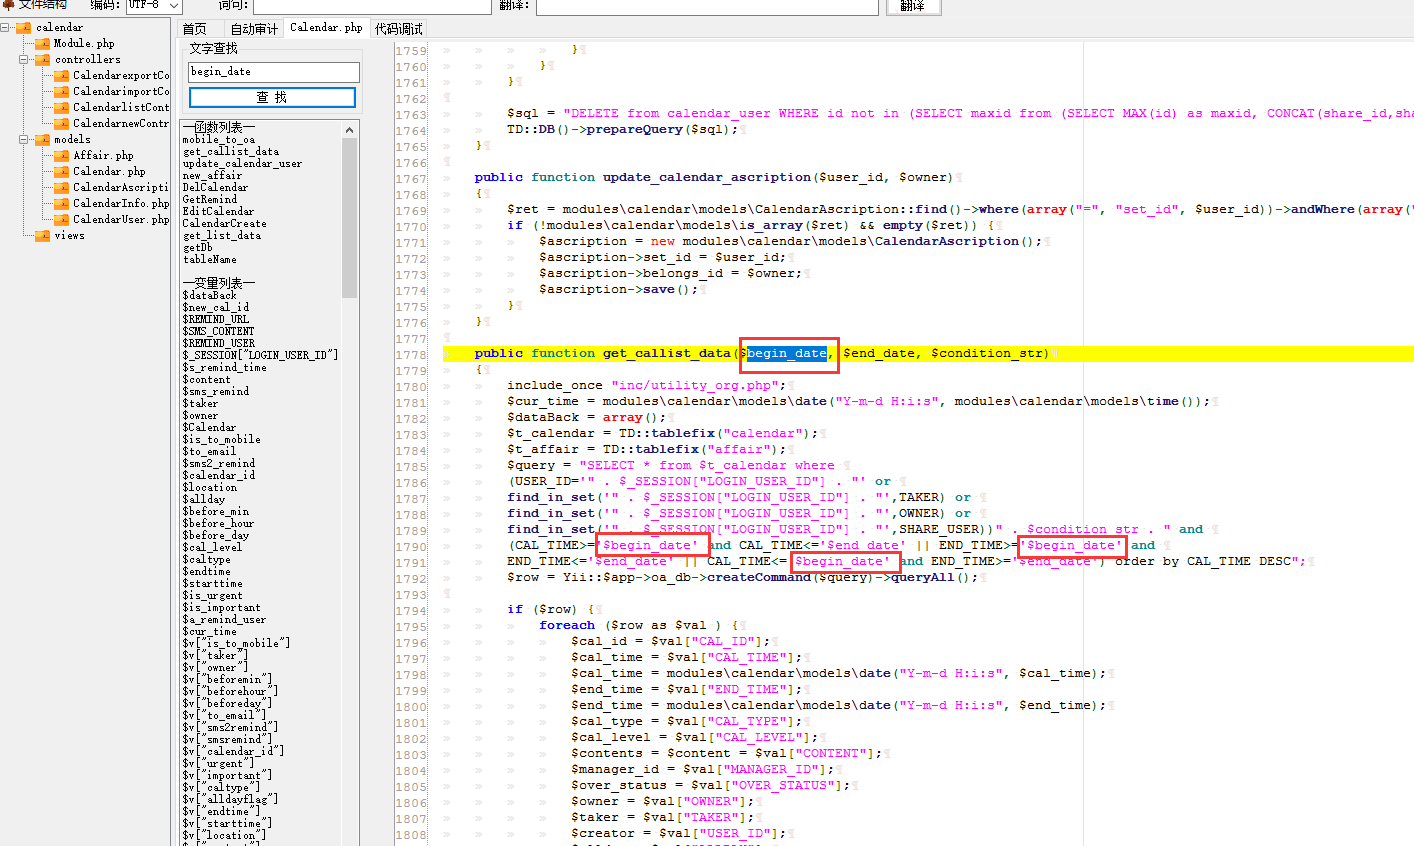 文件结构
编码: UTF-8
词句:
翻译:
翻译
calendar
Module.php
controllers
CalendarexportCo
CalendarimportCo
CalendarlistCont
CalendarnewContr
models
Affair.php
Calendar.php
CalendarAscripti
CalendarInfo.php
CalendarUser.php
views
首页 自动审计 Calendar.php 代码调试
文字查找
begin_date
查 找
—函数列表—
mobile_to_oa
get_callist_data
update_calendar_user
new_affair
DelCalendar
GetRemind
EditCalendar
CalendarCreate
get_list_data
getDb
tableName
—变量列表—
$dataBack
$new_cal_id
$REMIND_URL
$SMS_CONTENT
$REMIND_USER
$_SESSION["LOGIN_USER_ID"]
$s_remind_time
$content
$sms_remind
$taker
$owner
$Calendar
$is_to_mobile
$to_email
$sms2_remind
$calendar_id
$location
$allday
$before_min
$before_hour
$before_day
$cal_level
$caltype
$endtime
$starttime
$is_urgent
$is_important
$a_remind_user
$cur_time
$v["is_to_mobile"]
$v["taker"]
$v["owner"]
$v["beforemin"]
$v["beforehour"]
$v["beforeday"]
$v["to_email"]
$v["sms2remind"]
$v["smsremind"]
$v["calendar_id"]
$v["urgent"]
$v["important"]
$v["caltype"]
$v["alldayflag"]
$v["endtime"]
$v["starttime"]
$v["location"]
1759 }
1760 }
1761 }
1762
1763 $sql = "DELETE from calendar_user WHERE id not in (SELECT maxid from (SELECT MAX(id) as maxid, CONCAT(share_id,sha
1764 TD::DB()->prepareQuery($sql);
1765 }
1766
1767 public function update_calendar_ascription($user_id, $owner)
1768 {
1769 $ret = modules\calendar\models\CalendarAscription::find()->where(array("=", "set_id", $user_id))->andWhere(array("
1770 if (!modules\calendar\models\is_array($ret) && empty($ret)) {
1771 $ascription = new modules\calendar\models\CalendarAscription();
1772 $ascription->set_id = $user_id;
1773 $ascription->belongs_id = $owner;
1774 $ascription->save();
1775 }
1776 }
1777
1778 public function get_callist_data($begin_date, $end_date, $condition_str)
1779 {
1780 include_once "inc/utility_org.php";
1781 $cur_time = modules\calendar\models\date("Y-m-d H:i:s", modules\calendar\models\time());
1782 $dataBack = array();
1783 $t_calendar = TD::tablefix("calendar");
1784 $t_affair = TD::tablefix("affair");
1785 $query = "SELECT * from $t_calendar where
1786 (USER_ID='" . $_SESSION["LOGIN_USER_ID"] . "' or
1787 find_in_set('" . $_SESSION["LOGIN_USER_ID"] . "',TAKER) or
1788 find_in_set('" . $_SESSION["LOGIN_USER_ID"] . "',OWNER) or
1789 find_in_set('" . $_SESSION["LOGIN_USER_ID"] . "',SHARE_USER))" . $condition_str . " and
1790 (CAL_TIME>='$begin_date' and CAL_TIME<='$end_date' || END_TIME>='$begin_date' and
1791 END_TIME<='$end_date' || CAL_TIME<='$begin_date' and END_TIME>='$end_date') order by CAL_TIME DESC";
1792 $row = Yii::$app->oa_db->createCommand($query)->queryAll();
1793
1794 if ($row) {
1795 foreach ($row as $val ) {
1796 $cal_id = $val["CAL_ID"];
1797 $cal_time = $val["CAL_TIME"];
1798 $cal_time = modules\calendar\models\date("Y-m-d H:i:s", $cal_time);
1799 $end_time = $val["END_TIME"];
1800 $end_time = modules\calendar\models\date("Y-m-d H:i:s", $end_time);
1801 $cal_type = $val["CAL_TYPE"];
1802 $cal_level = $val["CAL_LEVEL"];
1803 $contents = $content = $val["CONTENT"];
1804 $manager_id = $val["MANAGER_ID"];
1805 $over_status = $val["OVER_STATUS"];
1806 $owner = $val["OWNER"];
1807 $taker = $val["TAKER"];
1808 $creator = $val["USER_ID"];